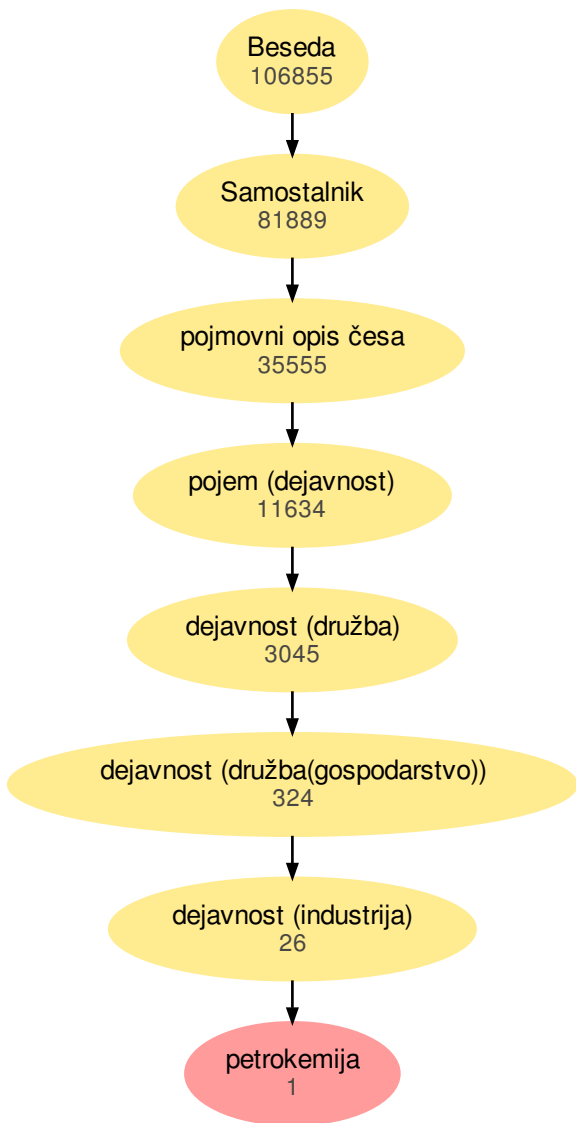 Beseda
106855
Samostalnik
81889
pojmovni opis česa
35555
pojem (dejavnost)
11634
dejavnost (družba)
3045
dejavnost (družba(gospodarstvo))
324
dejavnost (industrija)
26
petrokemija
1